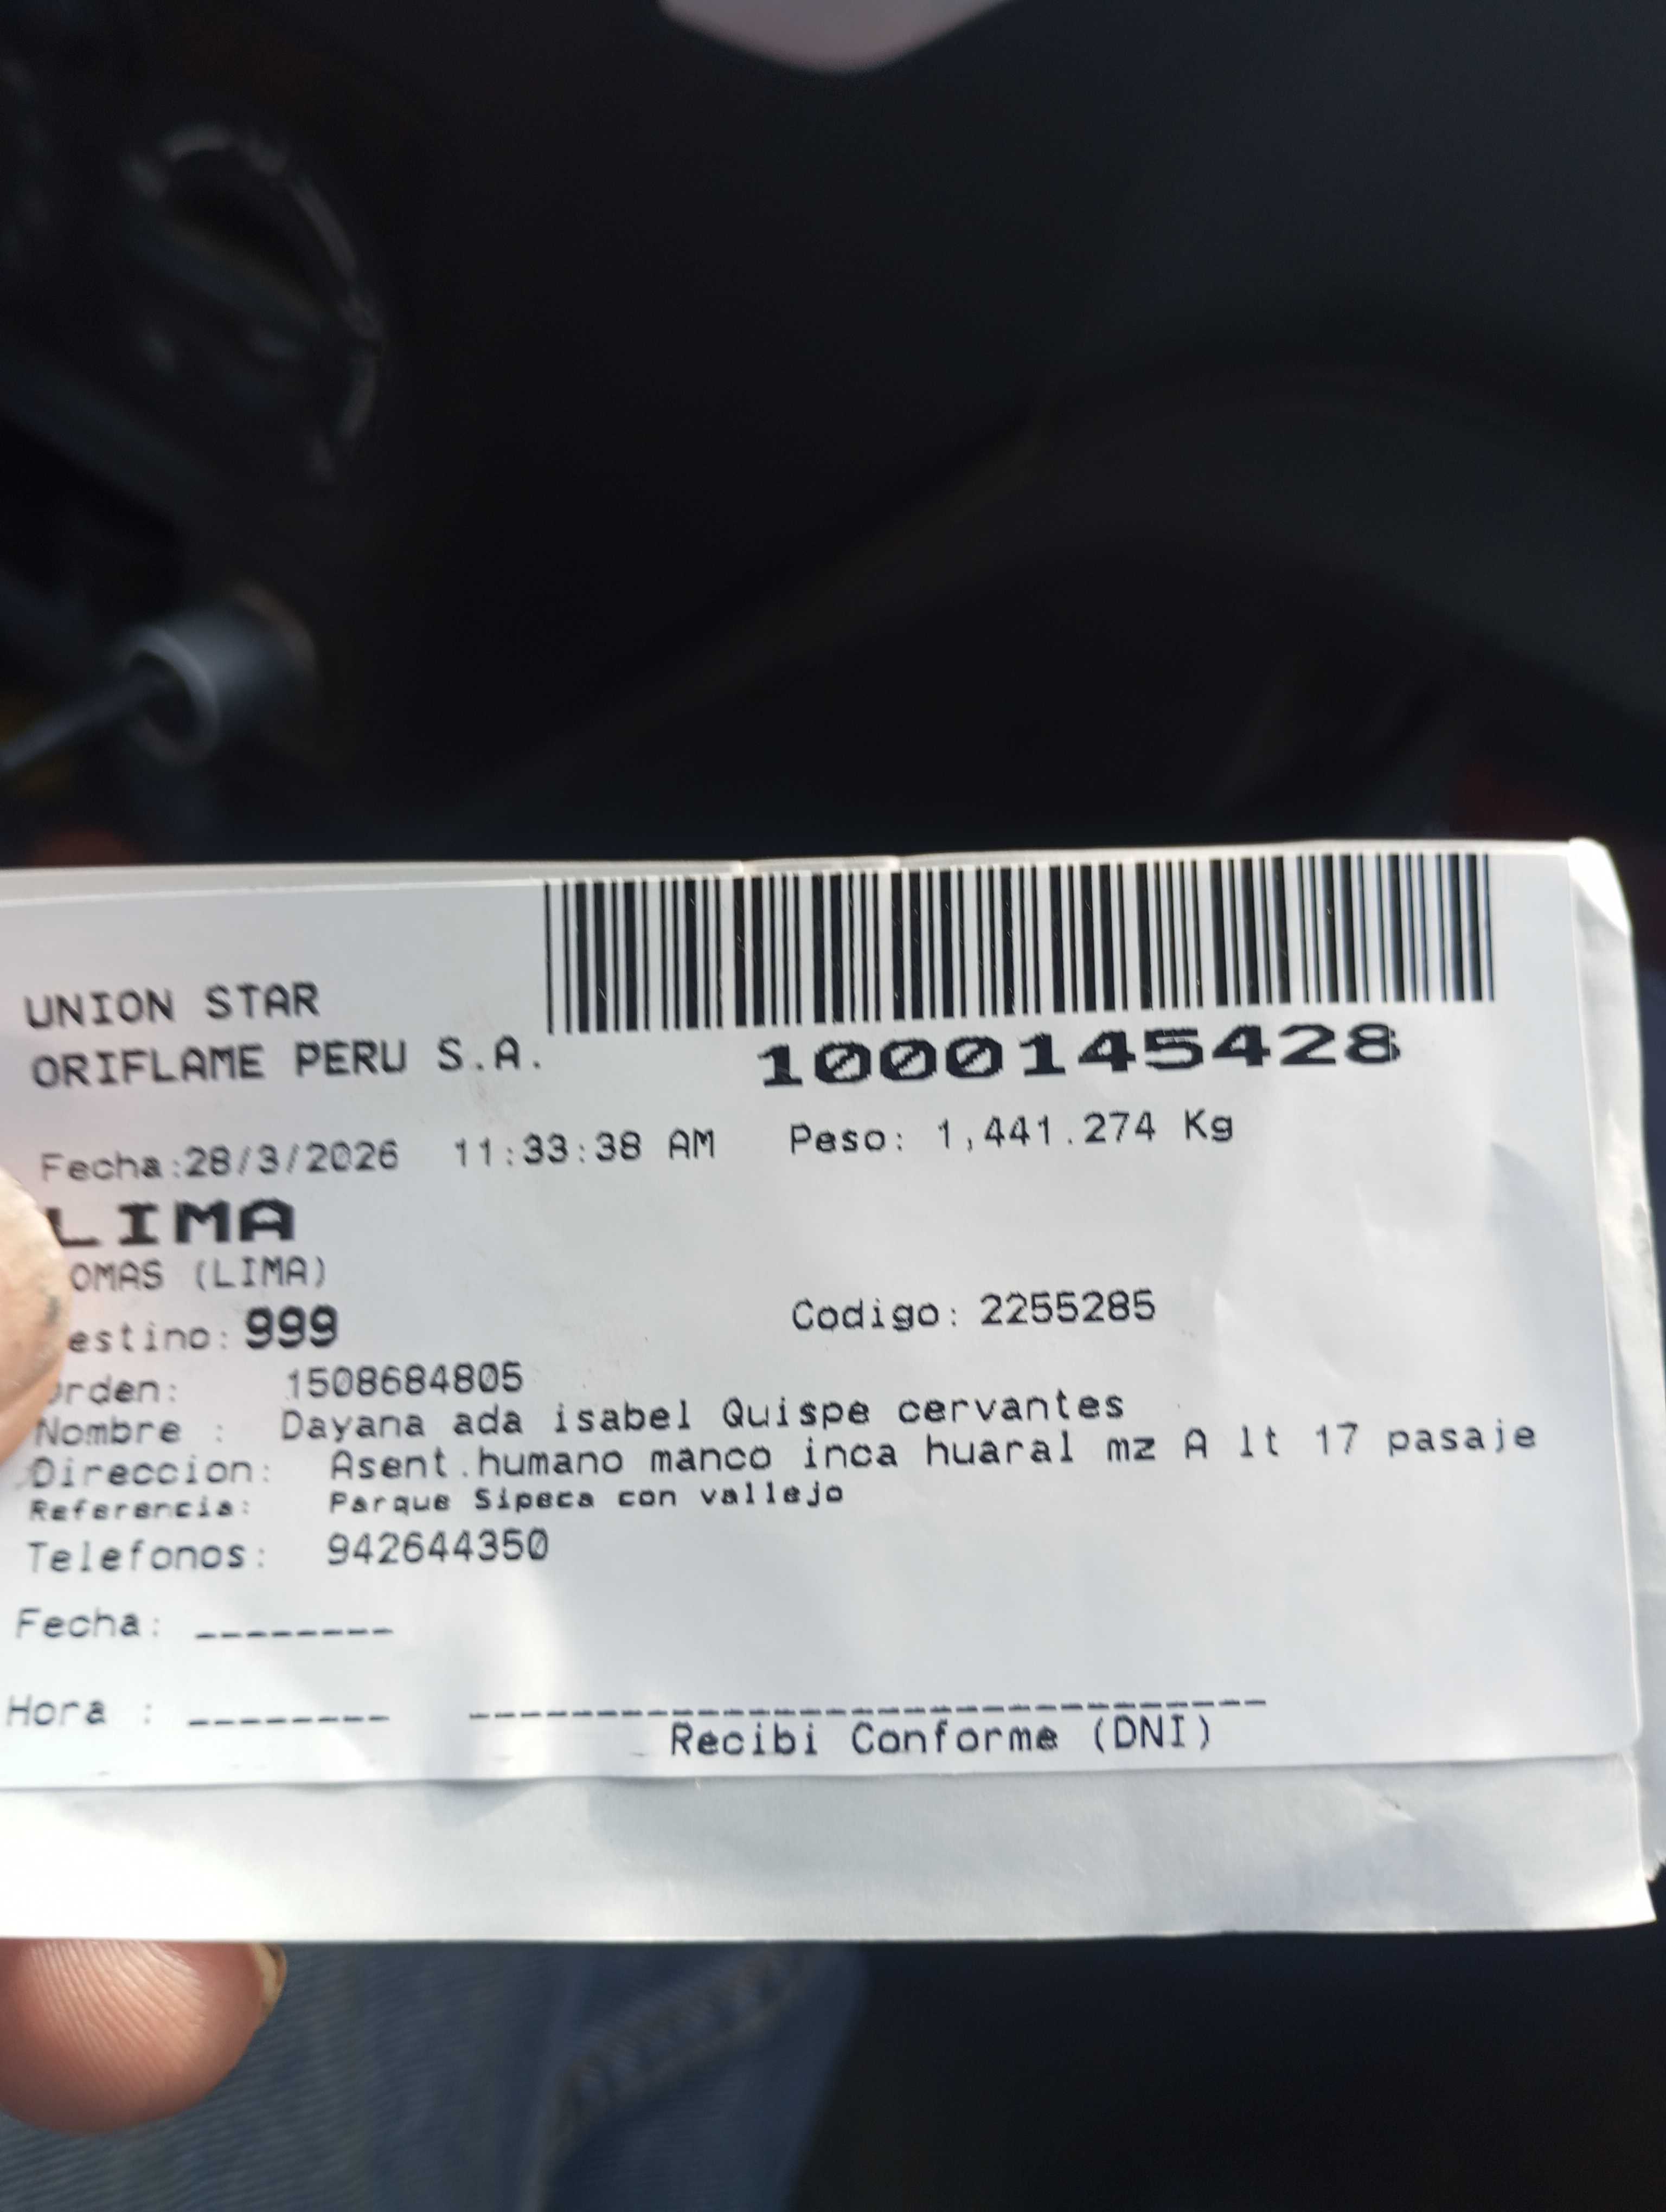 UNION STAR
ORIFLAME PERU S.A.
1000145428
Fecha:28/3/2026 11:33:38 AM Peso: 1,441.274 Kg
LIMA
OMAS (LIMA)
estino: 999 Codigo: 2255285
orden: 1508684805
Nombre : Dayana ada isabel Quispe cervantes
Direccion: Asent.humano manco inca huaral mz A lt 17 pasaje
Referencia: Parque Sipeca con vallejo
Telefonos: 942644350
Fecha: ________
Hora : ________
Recibi Conforme (DNI)